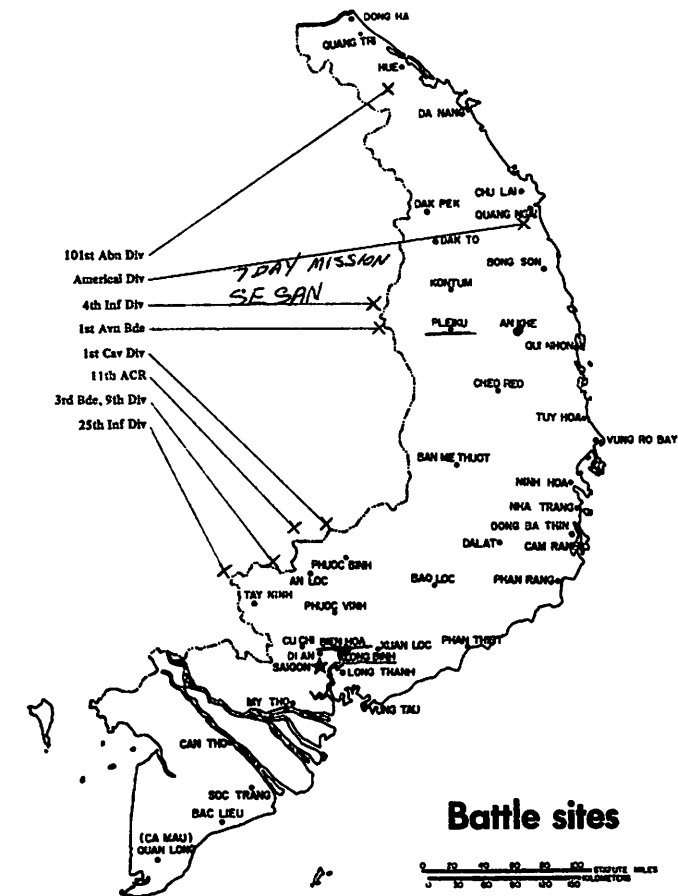 DONG HA
QUANG TRI
HUE
DA NANG
CHU LAI
DAK PEK
QUANG NGAI
DAK TO
BONG SON
KONTUM
PLEIKU
AN KHE
QUI NHON
CHEO REO
TUY HOA
VUNG RO BAY
BAN ME THUOT
NINH HOA
NHA TRANG
DONG BA THIN
DALAT
CAM RANH
PHUOC BINH
AN LOC
BAO LOC
PHAN RANG
TAY NINH
PHUOC VINH
CU CHI
BIEN HOA
XUAN LOC
PHAN THIET
DI AN
LONG BINH
SAIGON
LONG THANH
MY THO
VUNG TAU
CAN THO
SOC TRANG
BAC LIEU
(CA MAU)
QUAN LONG
101st Abn Div
Americal Div
4th Inf Div
1st Avn Bde
1st Cav Div
11th ACR
3rd Bde, 9th Div
25th Inf Div
7 DAY MISSION
SE SAN
Battle sites
0 20 40 60 80 100
STATUTE MILES
KILOMETERS